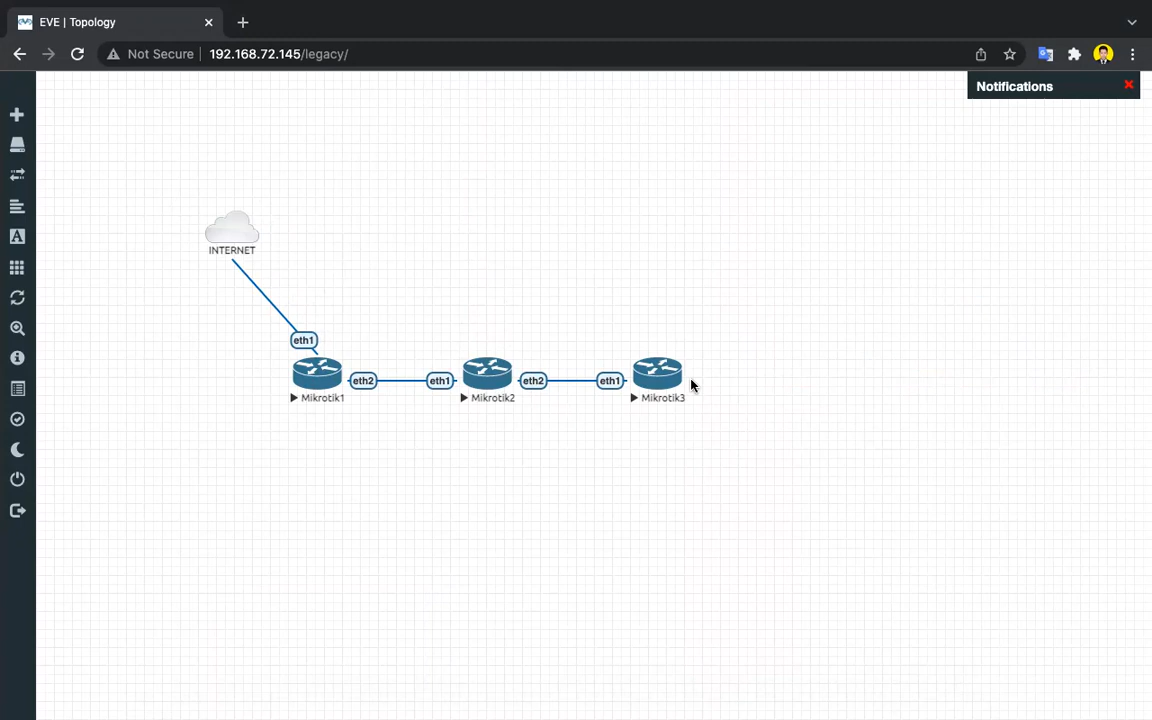 EVE | Topology
Not Secure
192.168.72.145/legacy/
Notifications
INTERNET
eth1
eth2
eth1
eth2
eth1
Mikrotik1
Mikrotik2
Mikrotik3